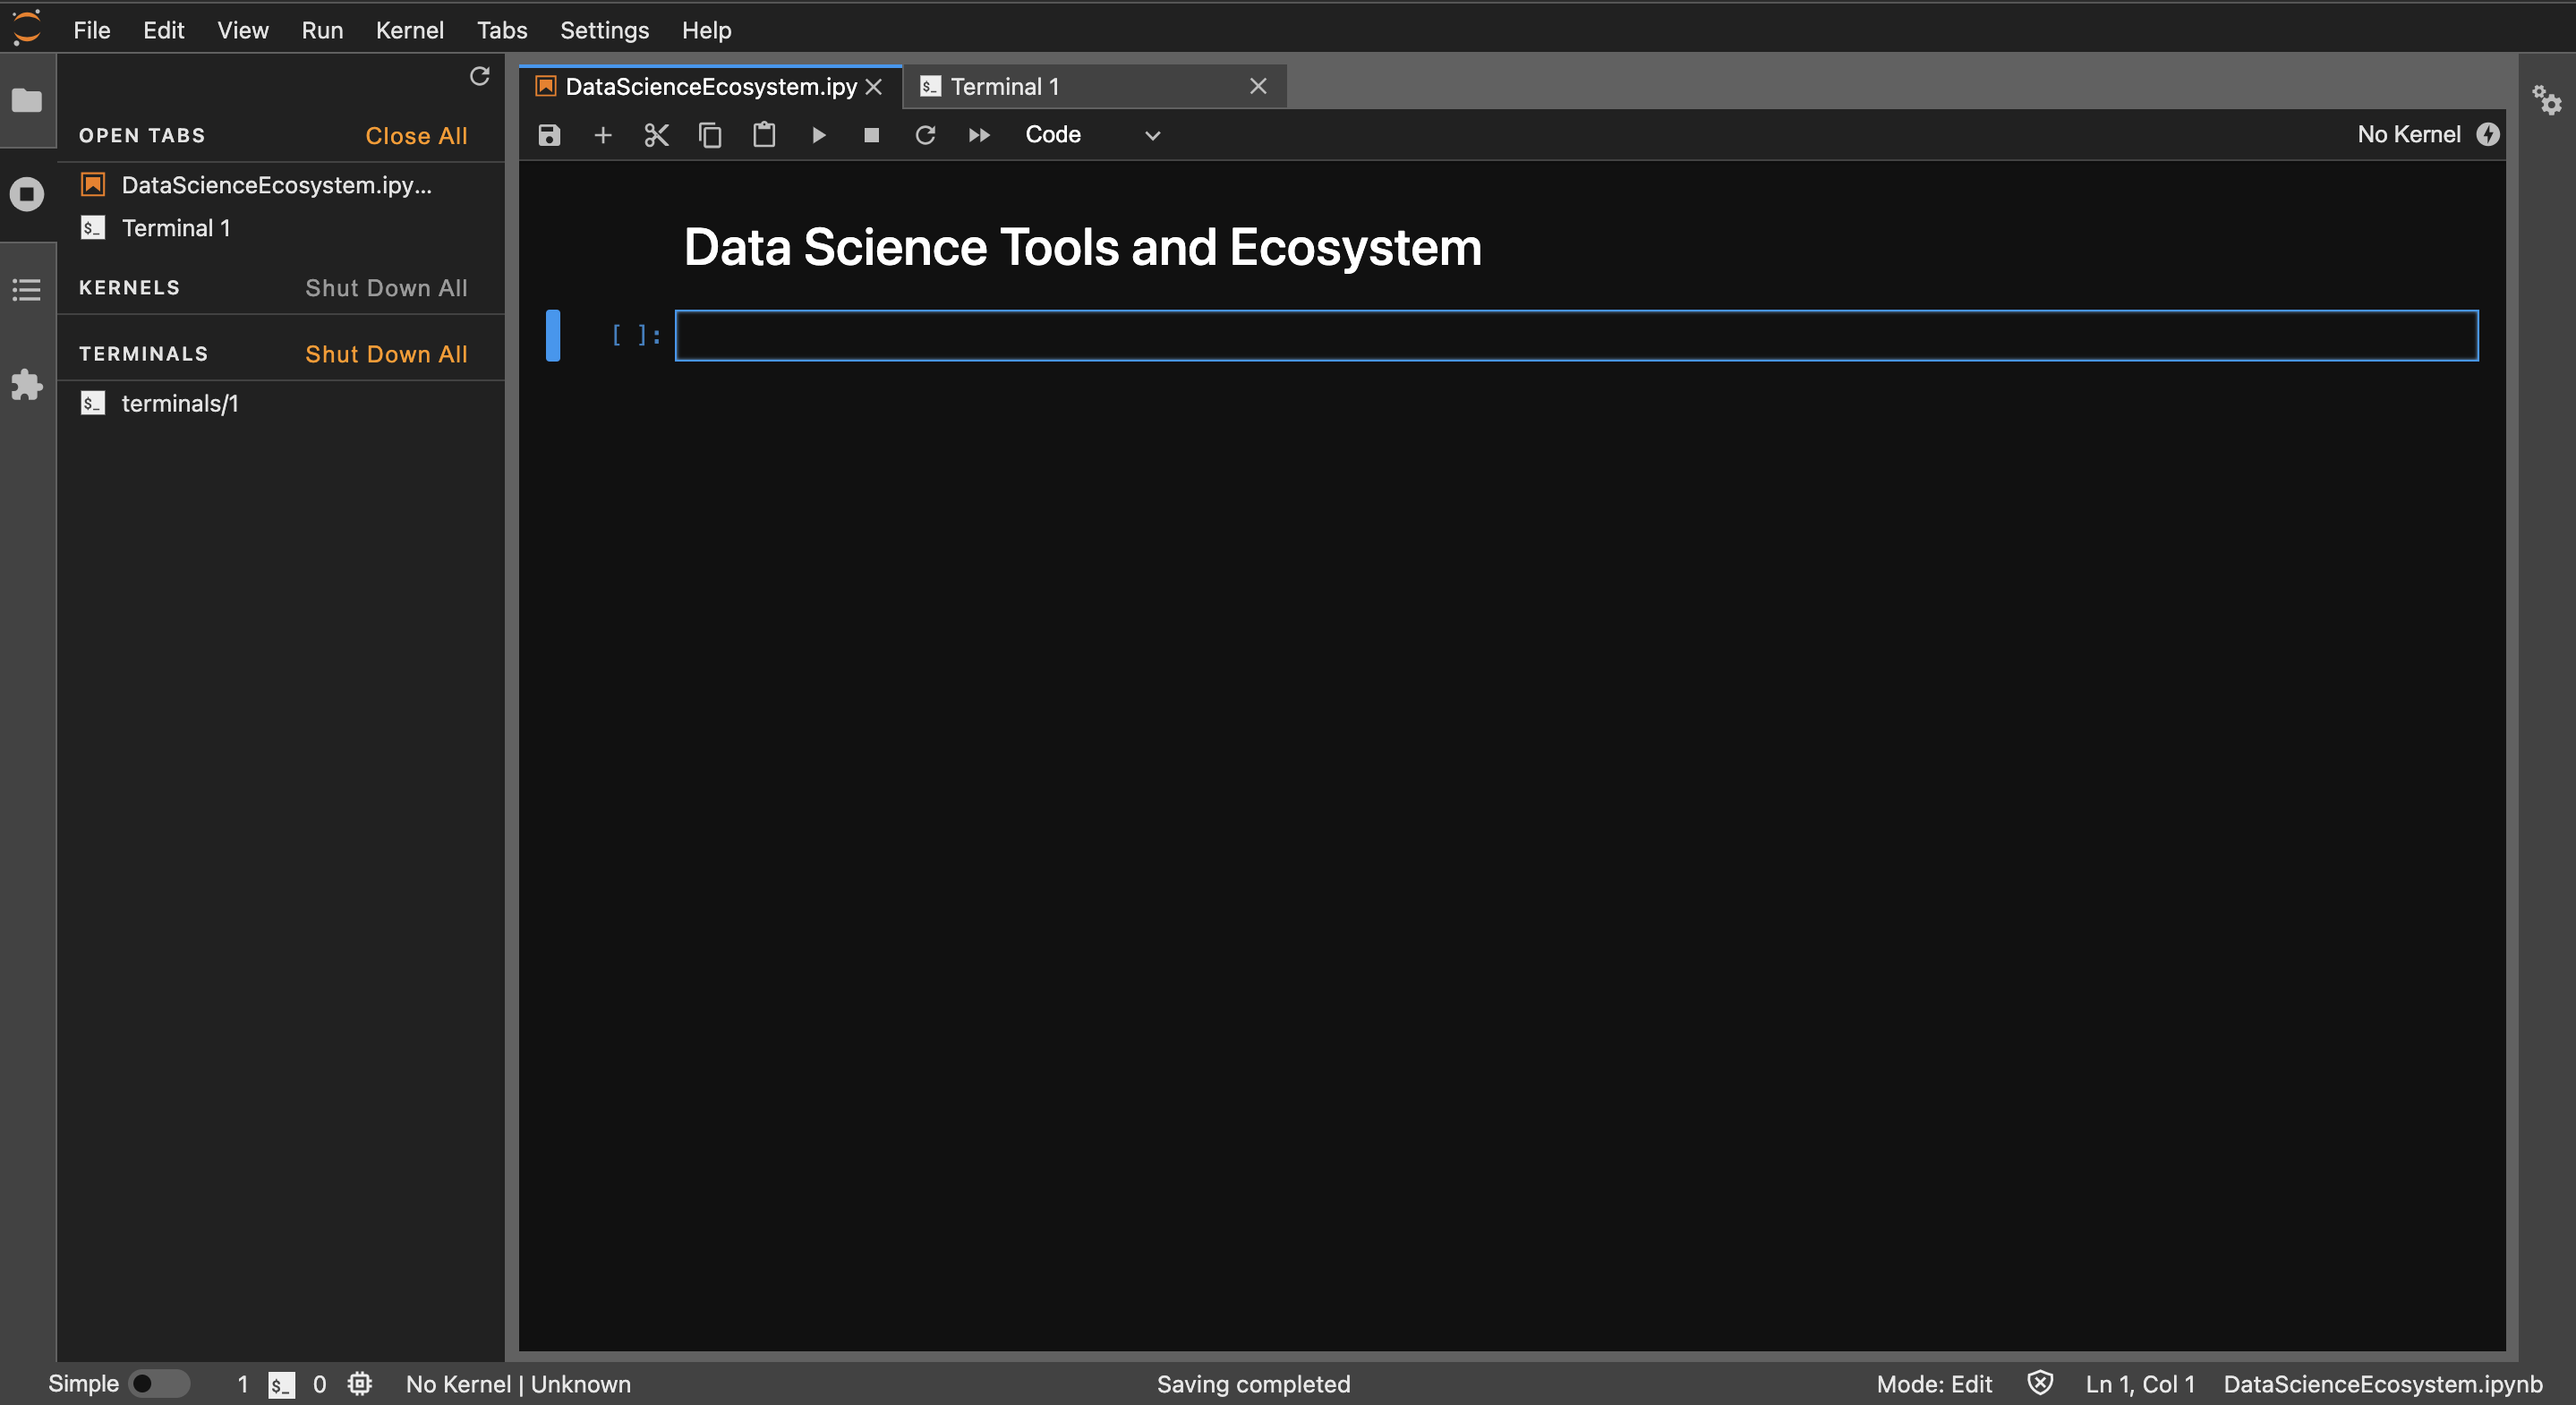 File Edit View Run Kernel Tabs Settings Help
OPEN TABS Close All
DataScienceEcosystem.ipy...
Terminal 1
KERNELS Shut Down All
TERMINALS Shut Down All
$_ terminals/1
DataScienceEcosystem.ipy
$_ Terminal 1
Code
No Kernel
Data Science Tools and Ecosystem
[ ]:
Simple 1 $_ 0 No Kernel | Unknown Saving completed Mode: Edit Ln 1, Col 1 DataScienceEcosystem.ipynb